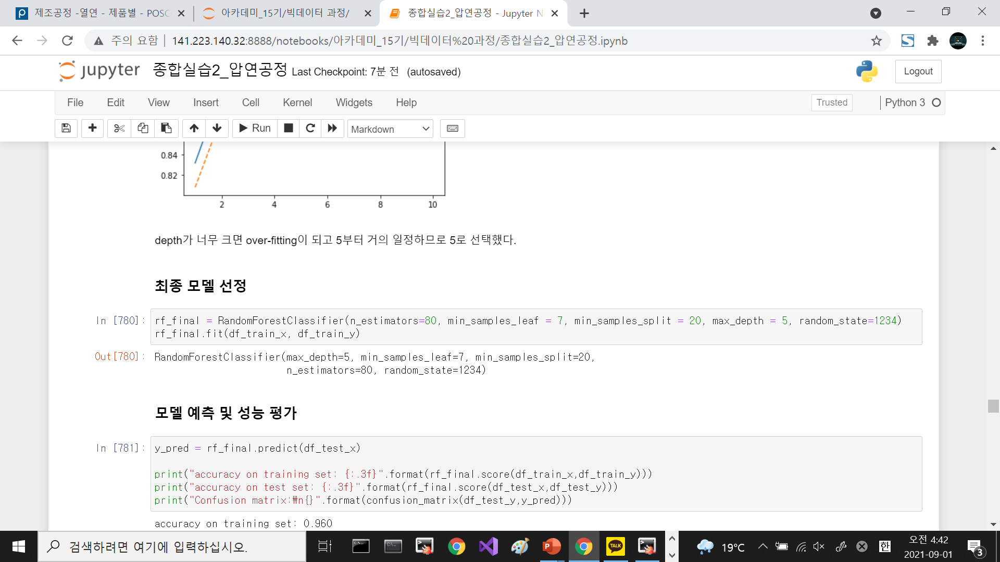 제조공정 -열연 - 제품별 - POSC
아카데미_15기/빅데이터 과정/
종합실습2_압연공정 - Jupyter N
주의 요함 | 141.223.140.32:8888/notebooks/아카데미_15기/빅데이터%20과정/종합실습2_압연공정.ipynb
jupyter 종합실습2_압연공정 Last Checkpoint: 7분 전 (autosaved)
Logout
File Edit View Insert Cell Kernel Widgets Help
Trusted
Python 3
Run
Markdown
0.84
0.82
2 4 6 8 10
depth가 너무 크면 over-fitting이 되고 5부터 거의 일정하므로 5로 선택했다.
최종 모델 선정
In [780]: rf_final = RandomForestClassifier(n_estimators=80, min_samples_leaf = 7, min_samples_split = 20, max_depth = 5, random_state=1234)
rf_final.fit(df_train_x, df_train_y)
Out[780]: RandomForestClassifier(max_depth=5, min_samples_leaf=7, min_samples_split=20,
n_estimators=80, random_state=1234)
모델 예측 및 성능 평가
In [781]: y_pred = rf_final.predict(df_test_x)
print("accuracy on training set: {:.3f}".format(rf_final.score(df_train_x,df_train_y)))
print("accuracy on test set: {:.3f}".format(rf_final.score(df_test_x,df_test_y)))
print("Confusion matrix:₩n{}".format(confusion_matrix(df_test_y,y_pred)))
accuracy on training set: 0.960
검색하려면 여기에 입력하십시오.
TALK
19°C
한
오전 4:42
2021-09-01
3